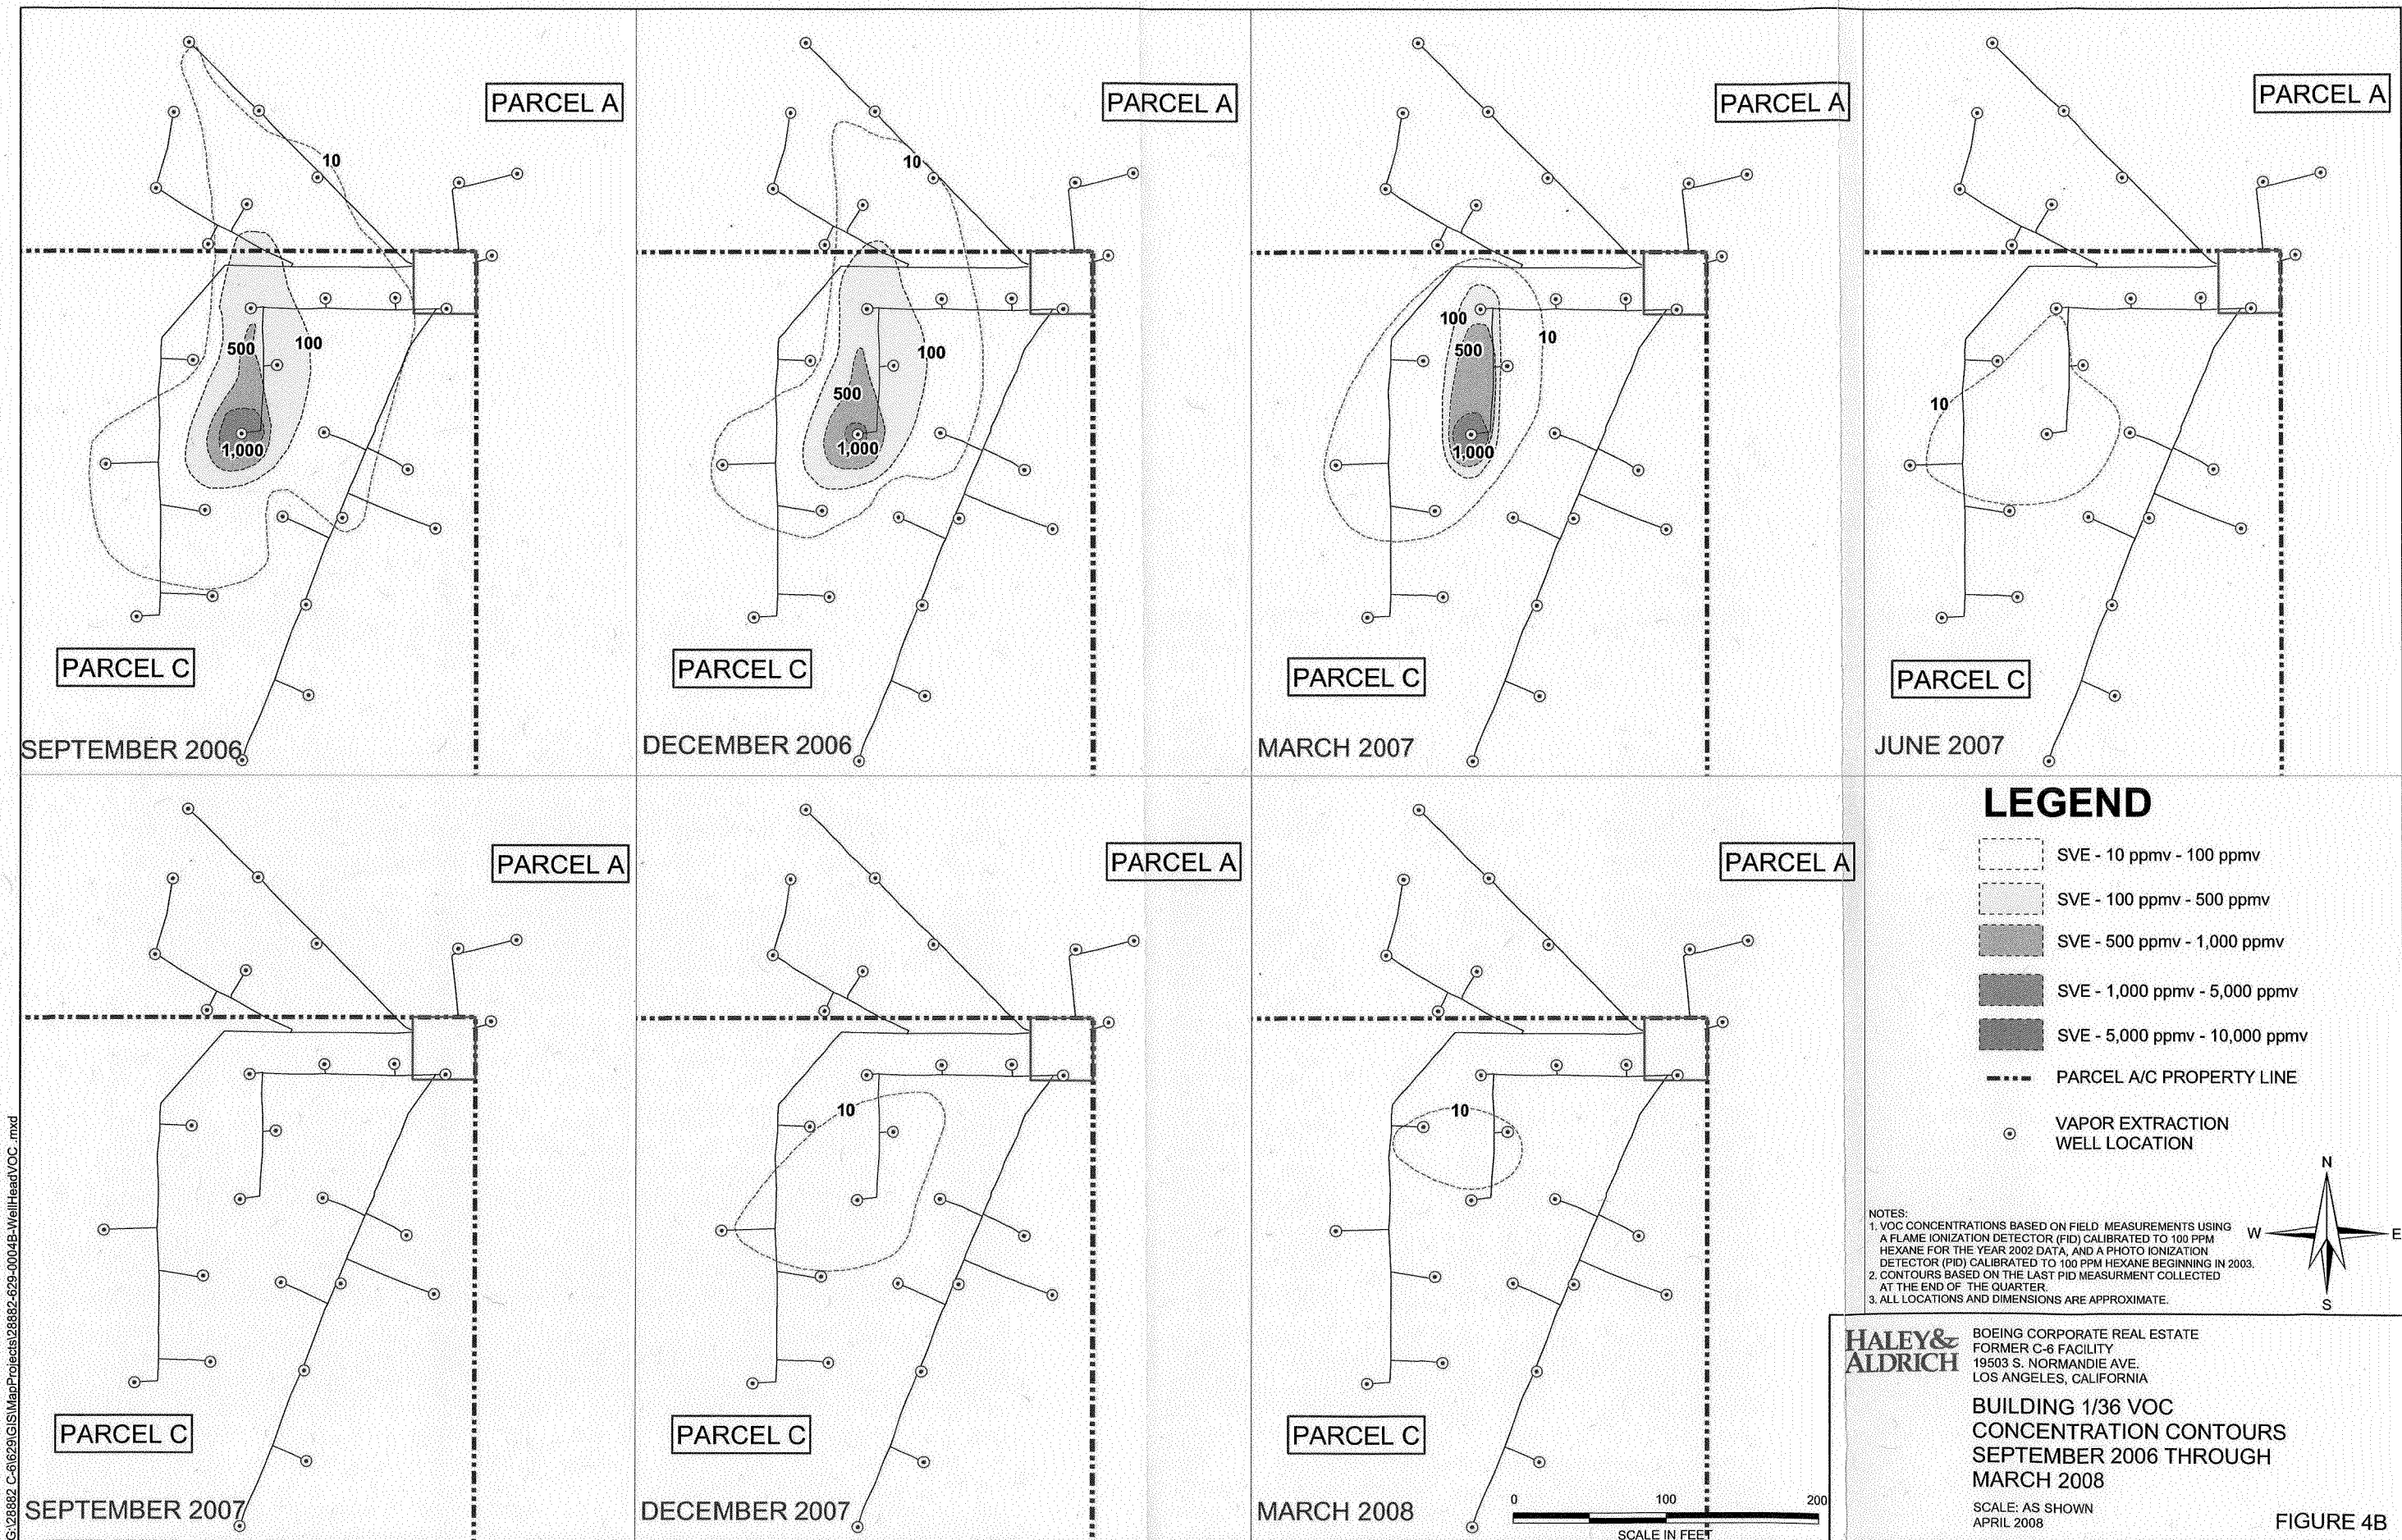 PARCEL A
10
500
100
1,000
PARCEL C
SEPTEMBER 2006
PARCEL A
10
100
500
1,000
PARCEL C
DECEMBER 2006
PARCEL A
100
10
500
1,000
PARCEL C
MARCH 2007
PARCEL A
10
PARCEL C
JUNE 2007
PARCEL A
PARCEL C
SEPTEMBER 2007
PARCEL A
10
PARCEL C
DECEMBER 2007
PARCEL A
10
PARCEL C
MARCH 2008
0 100 200
SCALE IN FEET
LEGEND
SVE - 10 ppmv - 100 ppmv
SVE - 100 ppmv - 500 ppmv
SVE - 500 ppmv - 1,000 ppmv
SVE - 1,000 ppmv - 5,000 ppmv
SVE - 5,000 ppmv - 10,000 ppmv
PARCEL A/C PROPERTY LINE
VAPOR EXTRACTION
WELL LOCATION
N
W E
S
NOTES:
1. VOC CONCENTRATIONS BASED ON FIELD MEASUREMENTS USING
A FLAME IONIZATION DETECTOR (FID) CALIBRATED TO 100 PPM
HEXANE FOR THE YEAR 2002 DATA, AND A PHOTO IONIZATION
DETECTOR (PID) CALIBRATED TO 100 PPM HEXANE BEGINNING IN 2003.
2. CONTOURS BASED ON THE LAST PID MEASURMENT COLLECTED
AT THE END OF THE QUARTER.
3. ALL LOCATIONS AND DIMENSIONS ARE APPROXIMATE.
HALEY&
ALDRICH
BOEING CORPORATE REAL ESTATE
FORMER C-6 FACILITY
19503 S. NORMANDIE AVE.
LOS ANGELES, CALIFORNIA
BUILDING 1/36 VOC
CONCENTRATION CONTOURS
SEPTEMBER 2006 THROUGH
MARCH 2008
SCALE: AS SHOWN
APRIL 2008
FIGURE 4B
G:\28882 C-6\629\GIS\MapProjects\28882-629-0004B-WellHeadVOC .mxd